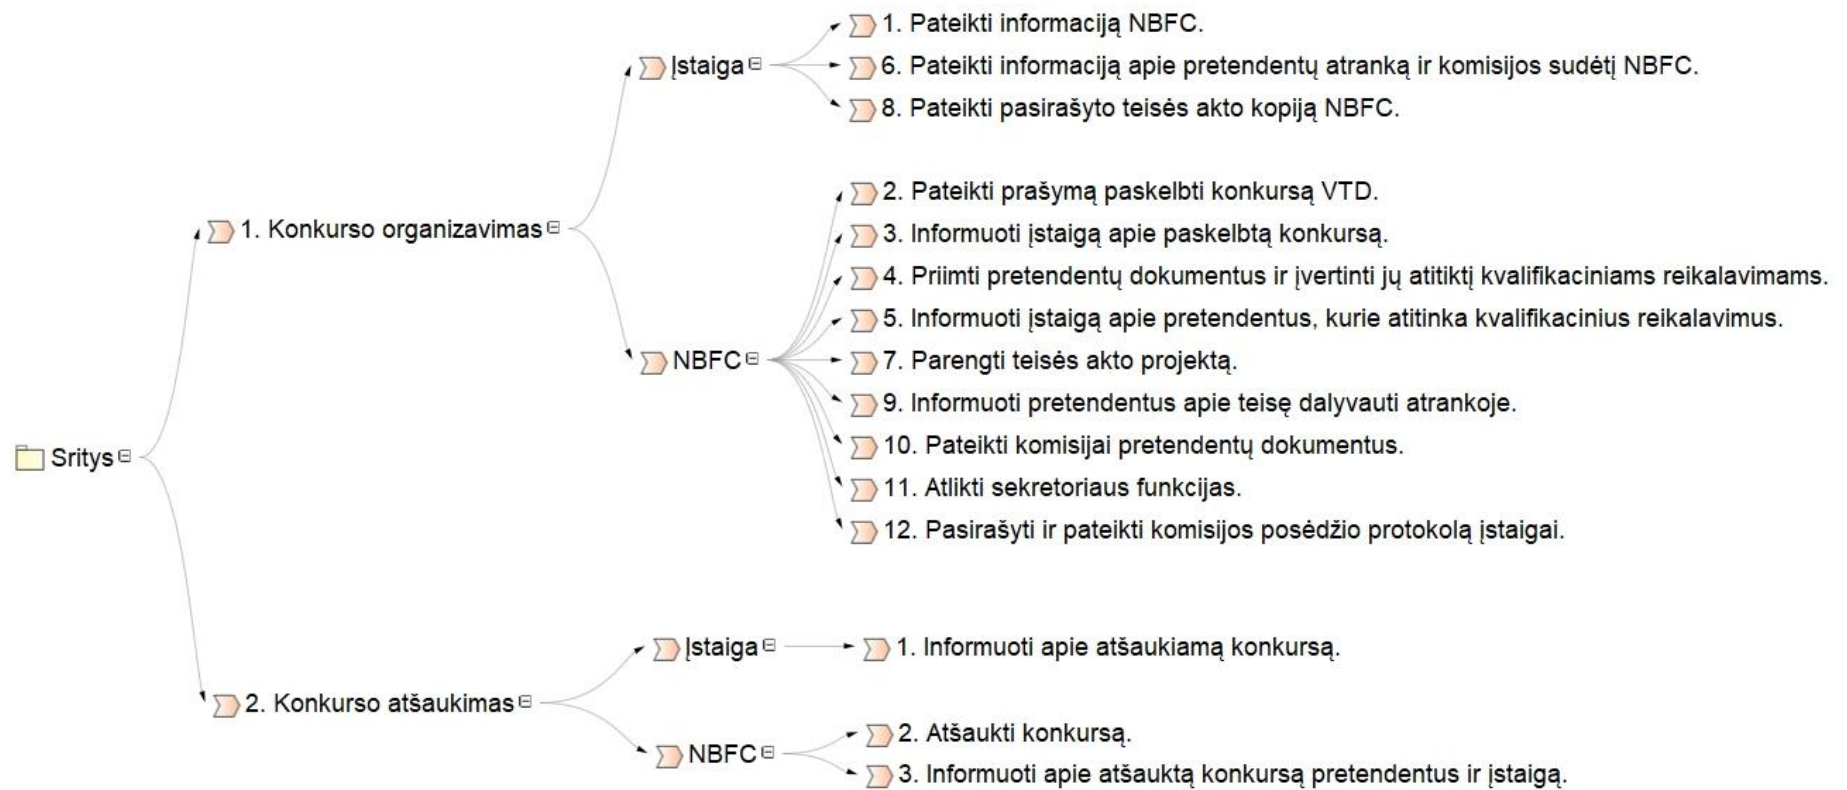 Sritys
1. Konkurso organizavimas
Įstaiga
1. Pateikti informaciją NBFC.
6. Pateikti informaciją apie pretendentų atranką ir komisijos sudėtį NBFC.
8. Pateikti pasirašyto teisės akto kopiją NBFC.
NBFC
2. Pateikti prašymą paskelbti konkursą VTD.
3. Informuoti įstaigą apie paskelbtą konkursą.
4. Priimti pretendentų dokumentus ir įvertinti jų atitiktį kvalifikaciniams reikalavimams.
5. Informuoti įstaigą apie pretendentus, kurie atitinka kvalifikacinius reikalavimus.
7. Parengti teisės akto projektą.
9. Informuoti pretendentus apie teisę dalyvauti atrankoje.
10. Pateikti komisijai pretendentų dokumentus.
11. Atlikti sekretoriaus funkcijas.
12. Pasirašyti ir pateikti komisijos posėdžio protokolą įstaigai.
2. Konkurso atšaukimas
Įstaiga
1. Informuoti apie atšaukiamą konkursą.
NBFC
2. Atšaukti konkursą.
3. Informuoti apie atšauktą konkursą pretendentus ir įstaigą.